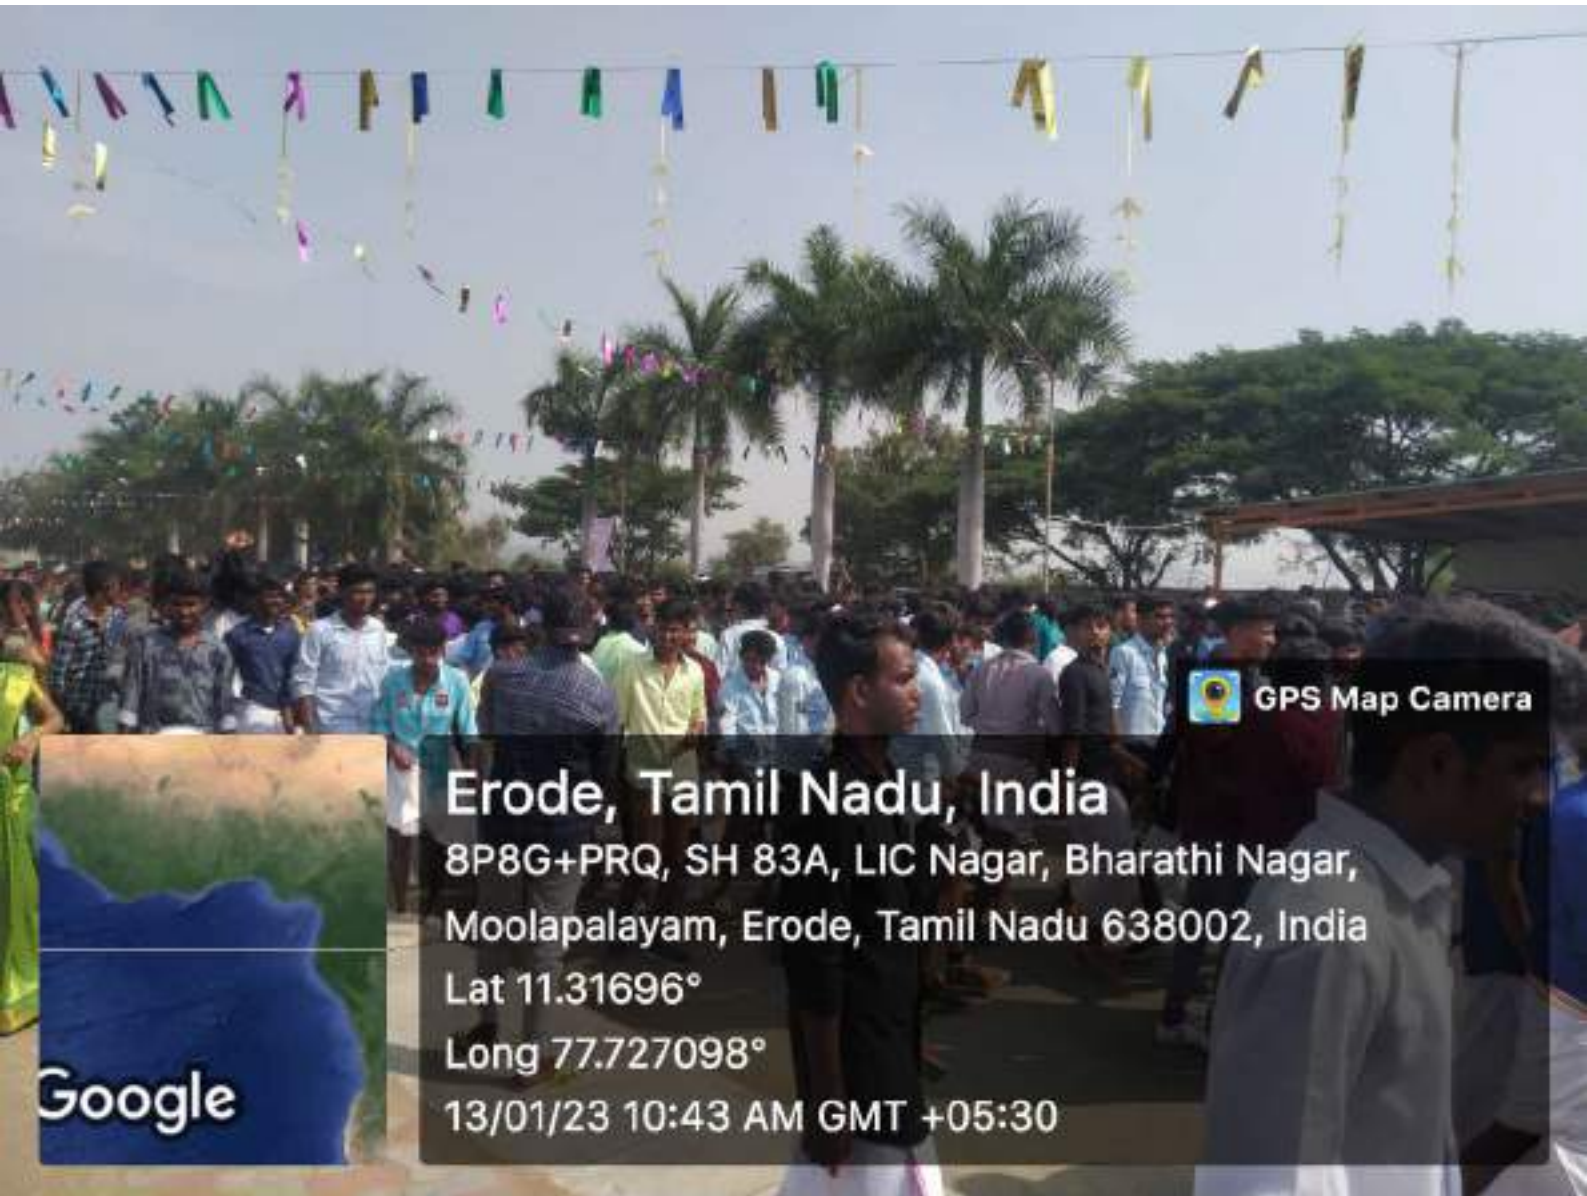 GPS Map Camera
Erode, Tamil Nadu, India
8P8G+PRQ, SH 83A, LIC Nagar, Bharathi Nagar,
Moolapalayam, Erode, Tamil Nadu 638002, India
Lat 11.31696°
Long 77.727098°
13/01/23 10:43 AM GMT +05:30
Google